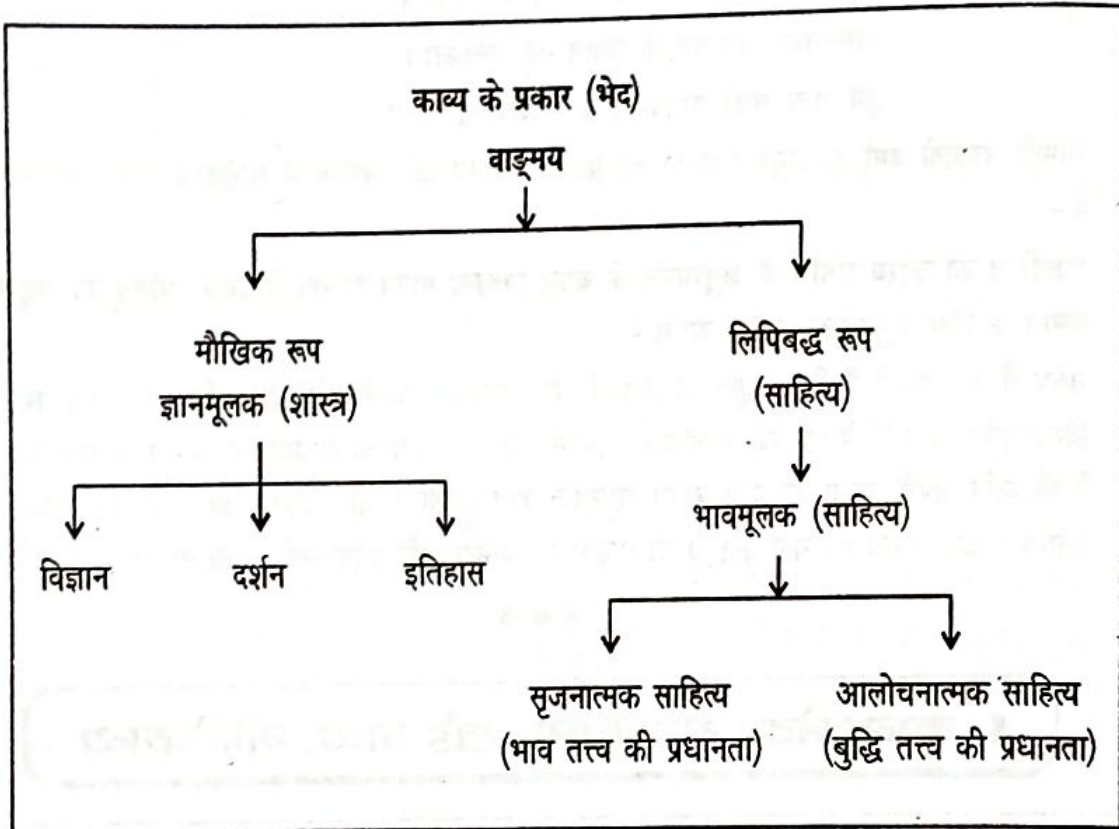 काव्य के प्रकार (भेद)
वाङ्मय
मौखिक रूप
ज्ञानमूलक (शास्त्र)
लिपिबद्ध रूप
(साहित्य)
भावमूलक (साहित्य)
विज्ञान दर्शन इतिहास
सृजनात्मक साहित्य आलोचनात्मक साहित्य
(भाव तत्त्व की प्रधानता) (बुद्धि तत्त्व की प्रधानता)